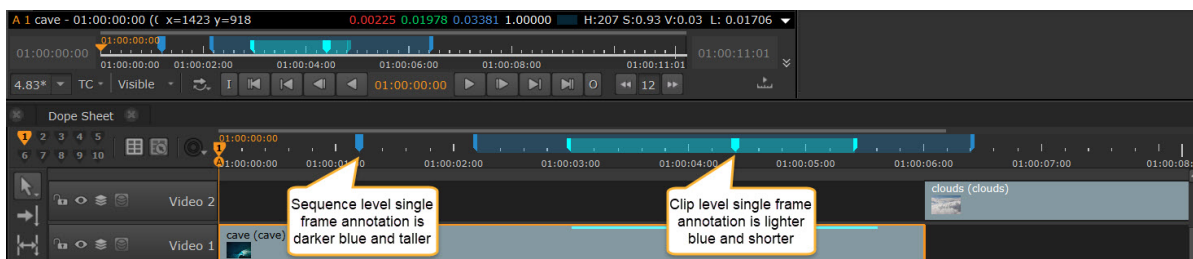 A 1 cave - 01:00:00:00 (( x=1423 y=918 0.00225 0.01978 0.03381 1.00000 H:207 S:0.93 V:0.03 L: 0.01706
01:00:00:00
01:00:00:00 01:00:11:01
01:00:00:00 01:00:02:00 01:00:04:00 01:00:06:00 01:00:08:00 01:00:11:01
4.83* TC Visible I 01:00:00:00 O 12
Dope Sheet
1 2 3 4 5
6 7 8 9 10
01:00:00:00
01:00:00:00 01:00:02:00 01:00:03:00 01:00:04:00 01:00:05:00 01:00:06:00 01:00:07:00 01:00:08:
Video 2
clouds (clouds)
Sequence level single
frame annotation is
darker blue and taller
Clip level single frame
annotation is lighter
blue and shorter
Video 1
cave (cave)